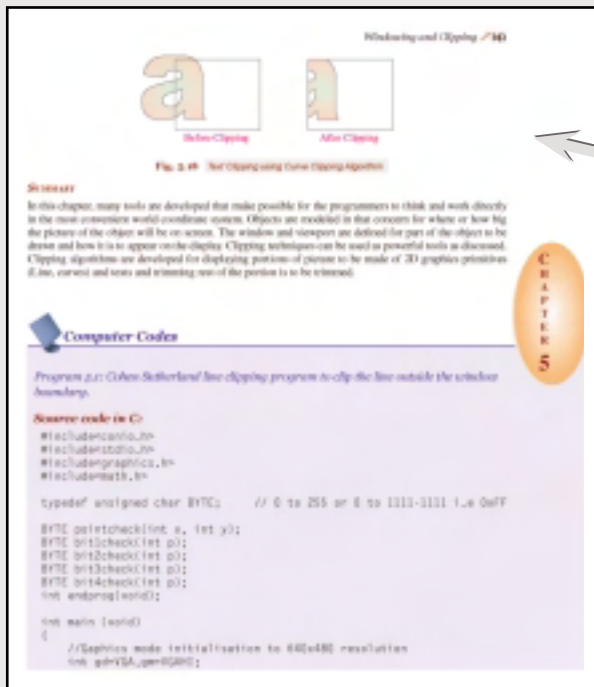 Windowing and Clipping
Before Clipping After Clipping
Text Clipping using Curve Clipping Algorithm
SUMMARY
In this chapter, many tools are developed that make possible for the programmers to think and work directly
in the most convenient world coordinate system. Objects are modeled in that concern for where or how big
the picture of the object will be on screen. The window and viewport are defined for part of the object to be
drawn and how it is to appear on the display. Clipping techniques can be used as powerful tools as discussed.
Clipping algorithms are developed for displaying portions of picture to be made of 2D graphics primitives
(Line, curves) and texts and trimming rest of the portion is to be trimmed.
CHAPTER
5
Computer Codes
Program 5.1: Cohen Sutherland line clipping program to clip the line outside the window
boundary.
Source code in C:
#include<conio.h>
#include<stdio.h>
#include<graphics.h>
#include<math.h>
typedef unsigned char BYTE; // 0 to 255 or 0 to 1111-1111 i.e 0xFF
BYTE pointcheck(int x, int y);
BYTE bit1check(int p);
BYTE bit2check(int p);
BYTE bit3check(int p);
BYTE bit4check(int p);
int endprog(void);
int main (void)
{
//Gaphics mode initialisation to 640x480 resolution
int gd=VGA,gm=VGAHI;